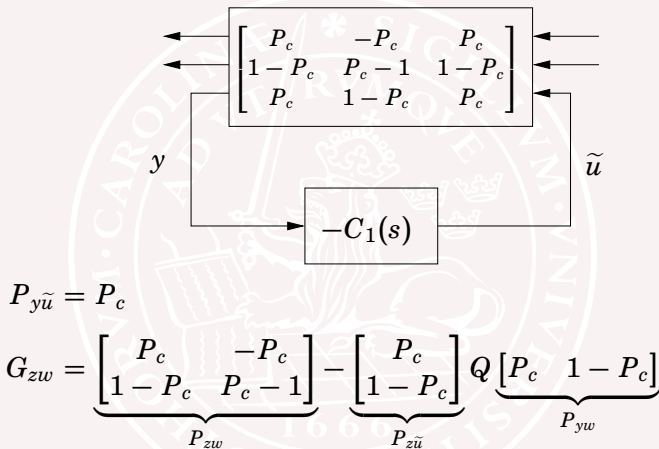 P_c −P_c P_c
1 − P_c P_c − 1 1 − P_c
P_c 1 − P_c P_c
y
ũ
−C_1(s)
P_{yũ} = P_c
G_{zw} = [P_c −P_c; 1 − P_c P_c − 1] − [P_c; 1 − P_c] Q [P_c 1 − P_c]
P_{zw} P_{zũ} P_{yw}
1666